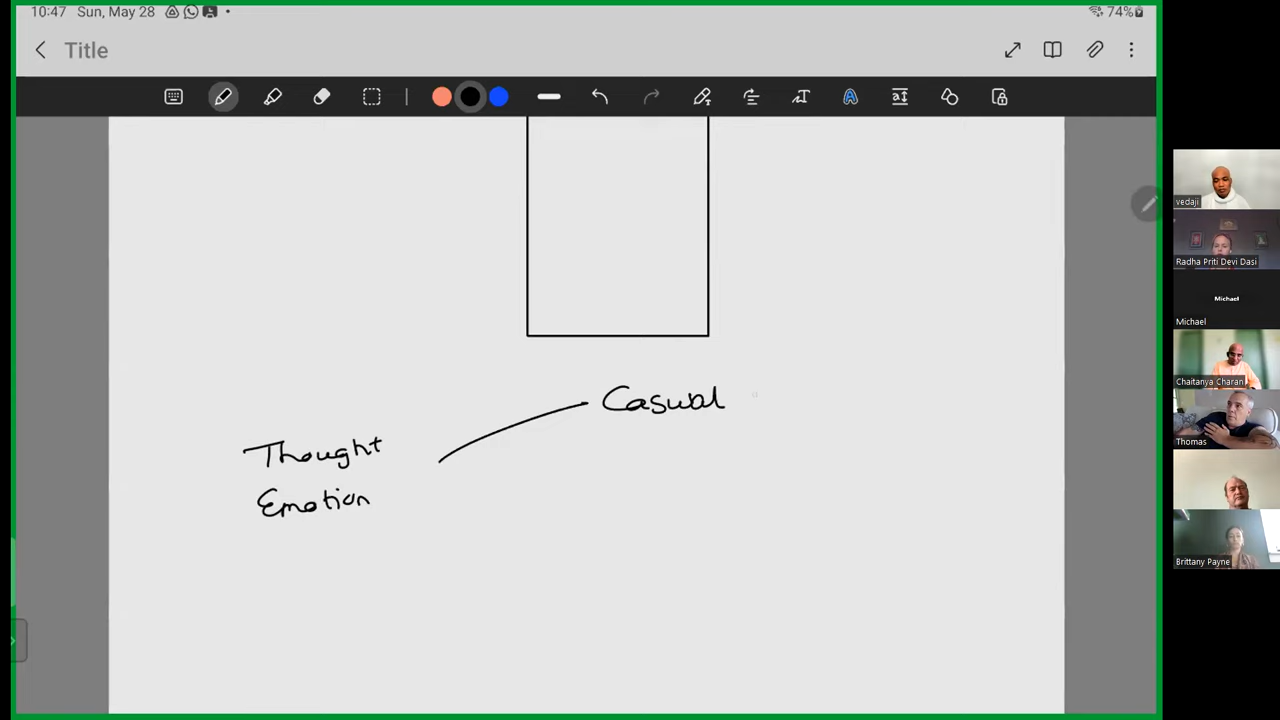 10:47 Sun, May 28
74%
Title
Casual
Thought
Emotion
vedaji
Radha Priti Devi Dasi
Michael
Michael
Chaitanya Charan
Thomas
Brittany Payne